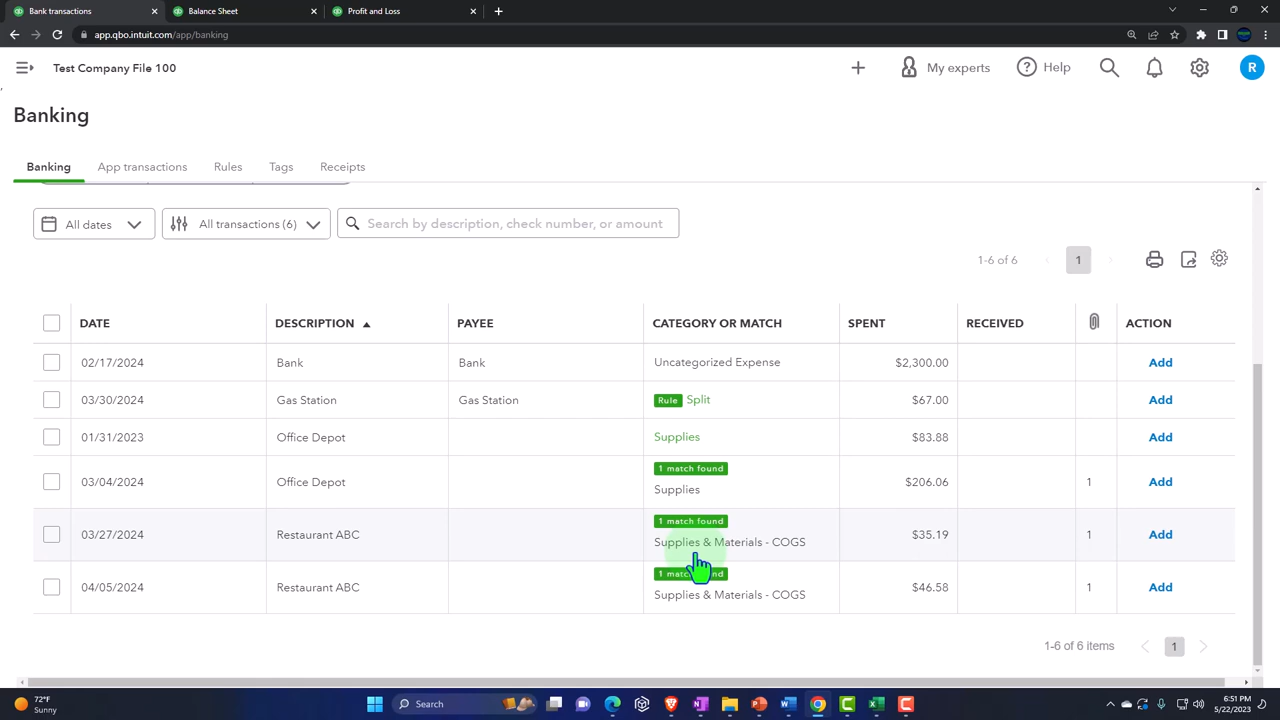 Bank transactions
Balance Sheet
Profit and Loss
app.qbo.intuit.com/app/banking
Test Company File 100
My experts
Help
R
Banking
Banking App transactions Rules Tags Receipts
All dates
All transactions (6)
Search by description, check number, or amount
1-6 of 6 1
DATE DESCRIPTION PAYEE CATEGORY OR MATCH SPENT RECEIVED ACTION
02/17/2024 Bank Bank Uncategorized Expense $2,300.00 Add
03/30/2024 Gas Station Gas Station Rule Split $67.00 Add
01/31/2023 Office Depot Supplies $83.88 Add
1 match found
03/04/2024 Office Depot Supplies $206.06 1 Add
1 match found
03/27/2024 Restaurant ABC Supplies & Materials - COGS $35.19 1 Add
04/05/2024 Restaurant ABC Supplies & Materials - COGS $46.58 1 Add
1-6 of 6 items 1
72°F
Sunny
Search
6:51 PM
5/22/2023